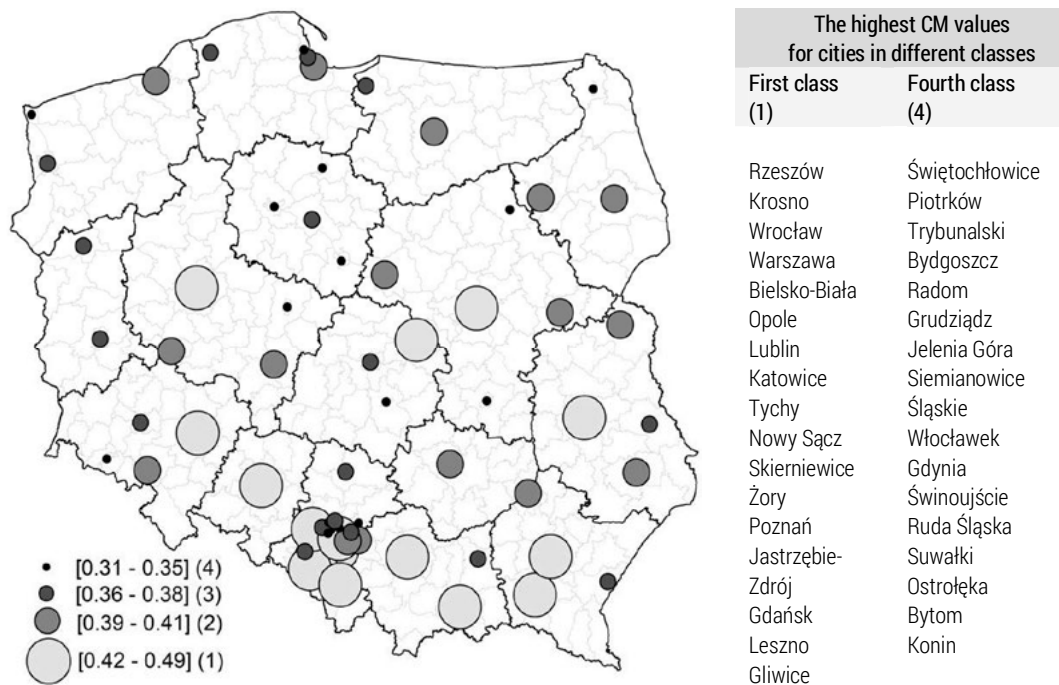 The highest CM values
for cities in different classes
First class
(1)
Fourth class
(4)
Rzeszów
Krosno
Wrocław
Warszawa
Bielsko-Biała
Opole
Lublin
Katowice
Tychy
Nowy Sącz
Skierniewice
Żory
Poznań
Jastrzębie-
Zdrój
Gdańsk
Leszno
Gliwice
Świętochłowice
Piotrków
Trybunalski
Bydgoszcz
Radom
Grudziądz
Jelenia Góra
Siemianowice
Śląskie
Włocławek
Gdynia
Świnoujście
Ruda Śląska
Suwałki
Ostrołęka
Bytom
Konin
[0.31 - 0.35] (4)
[0.36 - 0.38] (3)
[0.39 - 0.41] (2)
[0.42 - 0.49] (1)